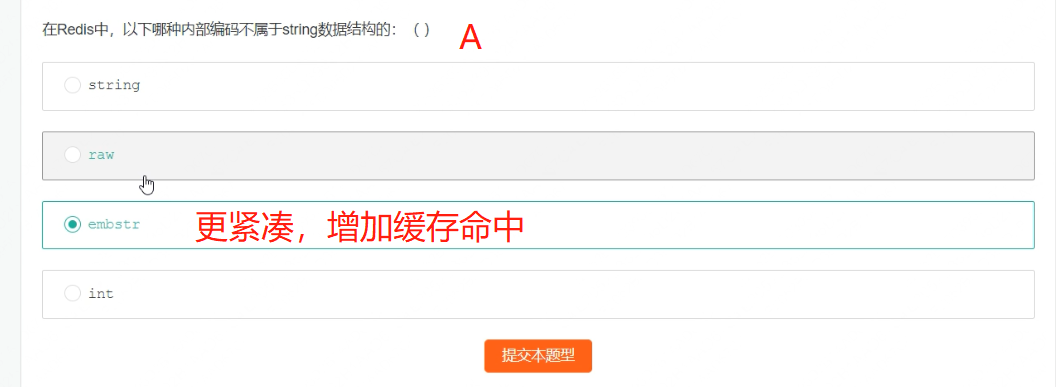 在Redis中，以下哪种内部编码不属于string数据结构的：（ ）
A
string
raw
embstr 更紧凑，增加缓存命中
int
提交本题型